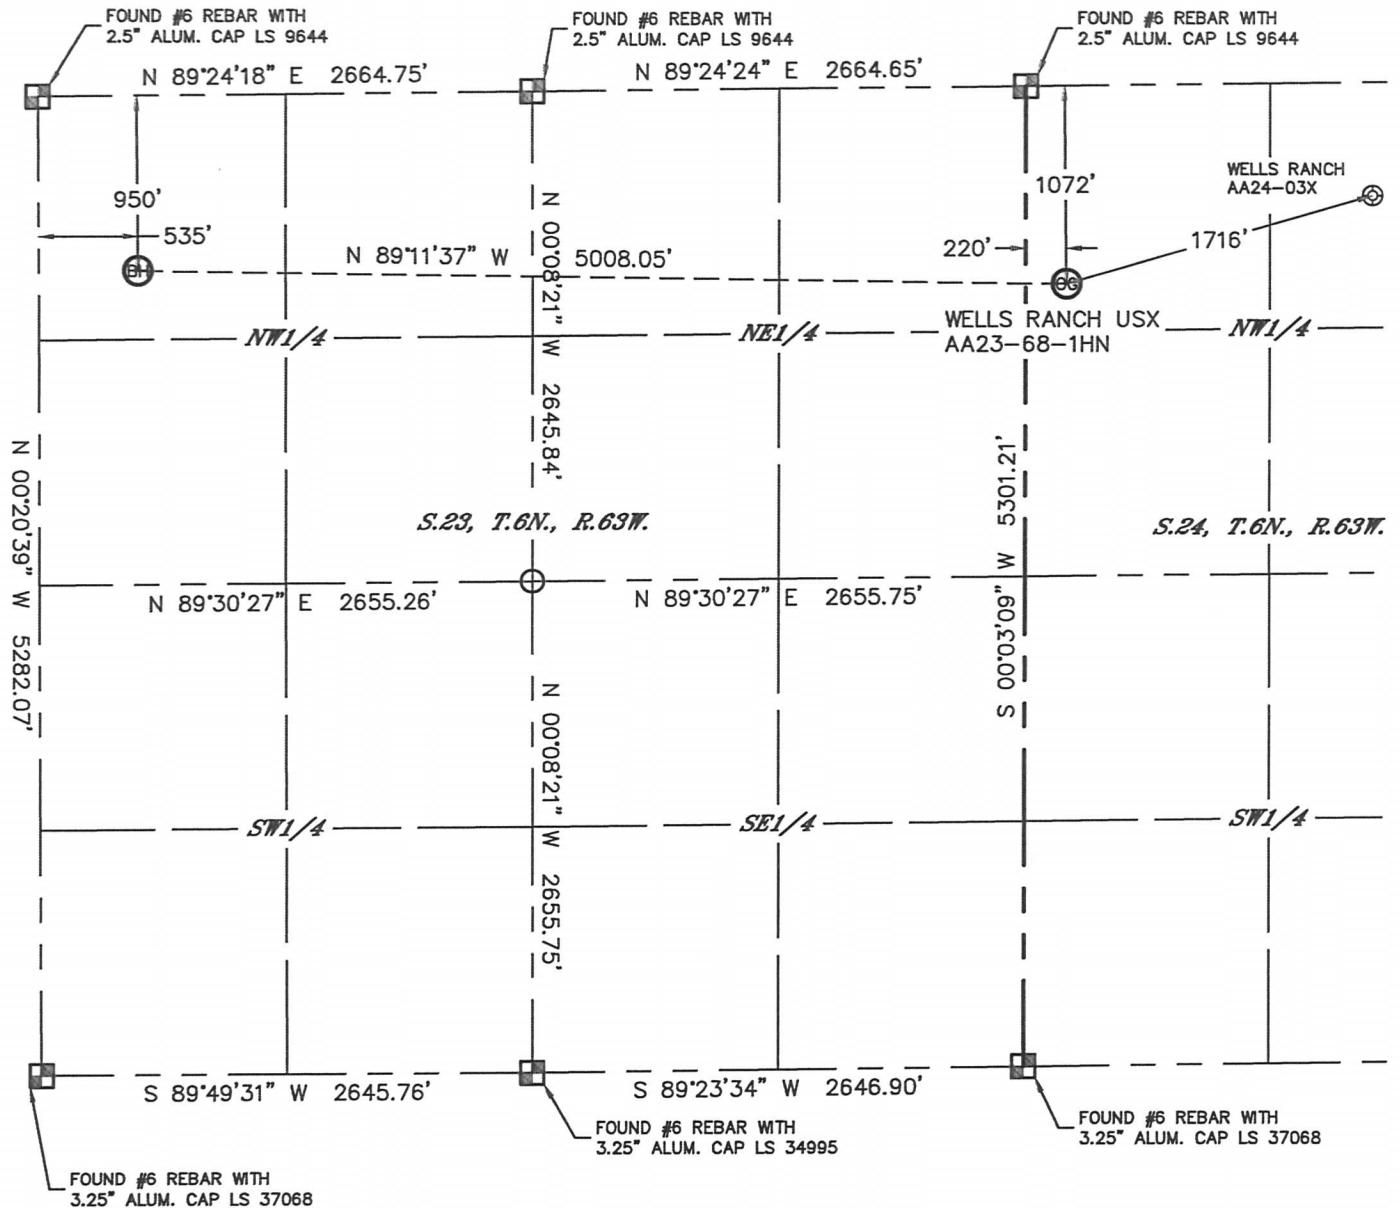 FOUND #6 REBAR WITH
2.5" ALUM. CAP LS 9644
FOUND #6 REBAR WITH
2.5" ALUM. CAP LS 9644
FOUND #6 REBAR WITH
2.5" ALUM. CAP LS 9644
N 89°24'18" E 2664.75'
N 89°24'24" E 2664.65'
950'
535'
BH
N 89°11'37" W 5008.05'
N 00°08'21" W 2645.84'
1072'
220'
WELLS RANCH
AA24-03X
1716'
OG
WELLS RANCH USX
AA23-68-1HN
NW1/4
NE1/4
NW1/4
N 00°20'39" W 5282.07'
S.23, T.6N., R.63W.
S 00°03'09" W 5301.21'
S.24, T.6N., R.63W.
N 89°30'27" E 2655.26'
N 89°30'27" E 2655.75'
N 00°08'21" W 2655.75'
SW1/4
SE1/4
SW1/4
S 89°49'31" W 2645.76'
S 89°23'34" W 2646.90'
FOUND #6 REBAR WITH
3.25" ALUM. CAP LS 37068
FOUND #6 REBAR WITH
3.25" ALUM. CAP LS 34995
FOUND #6 REBAR WITH
3.25" ALUM. CAP LS 37068